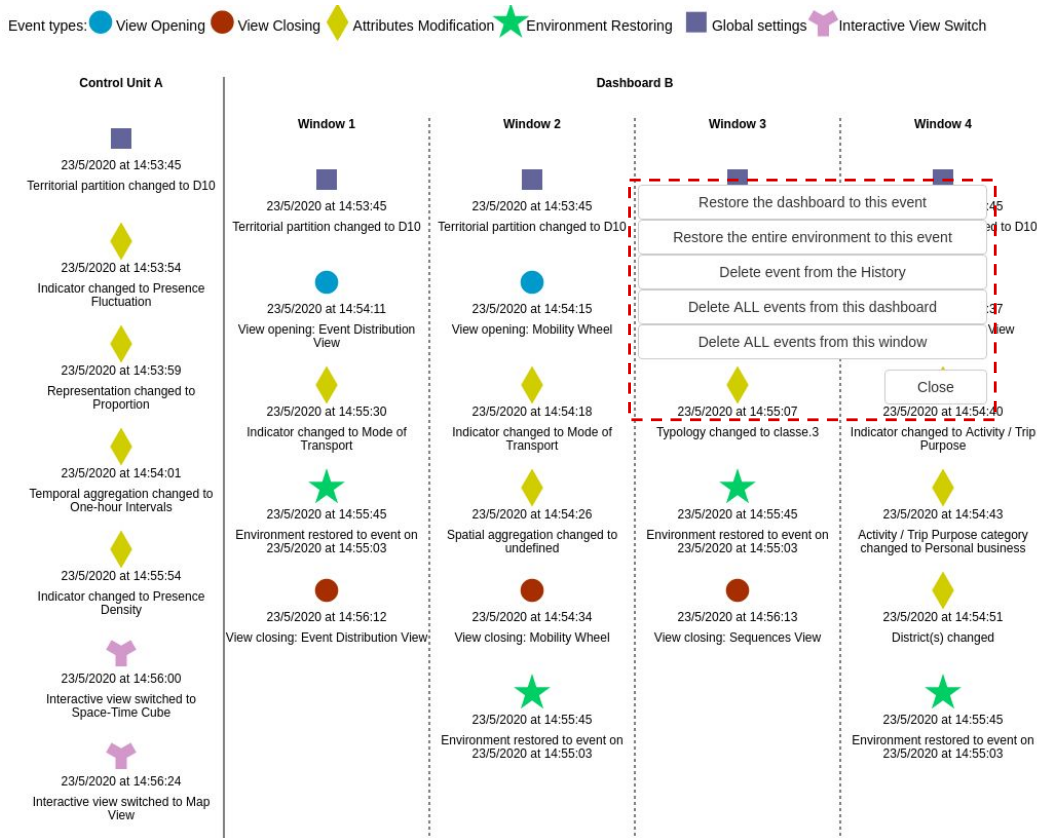 Event types: View Opening View Closing Attributes Modification Environment Restoring Global settings Interactive View Switch
Control Unit A
23/5/2020 at 14:53:45
Territorial partition changed to D10
23/5/2020 at 14:53:54
Indicator changed to Presence
Fluctuation
23/5/2020 at 14:53:59
Representation changed to
Proportion
23/5/2020 at 14:54:01
Temporal aggregation changed to
One-hour Intervals
23/5/2020 at 14:55:54
Indicator changed to Presence
Density
23/5/2020 at 14:56:00
Interactive view switched to
Space-Time Cube
23/5/2020 at 14:56:24
Interactive view switched to Map
View
Dashboard B
Window 1
23/5/2020 at 14:53:45
Territorial partition changed to D10
23/5/2020 at 14:54:11
View opening: Event Distribution
View
23/5/2020 at 14:55:30
Indicator changed to Mode of
Transport
23/5/2020 at 14:55:45
Environment restored to event on
23/5/2020 at 14:55:03
23/5/2020 at 14:56:12
View closing: Event Distribution View
Window 2
23/5/2020 at 14:53:45
Territorial partition changed to D10
23/5/2020 at 14:54:15
View opening: Mobility Wheel
23/5/2020 at 14:54:18
Indicator changed to Mode of
Transport
23/5/2020 at 14:54:26
Spatial aggregation changed to
undefined
23/5/2020 at 14:54:34
View closing: Mobility Wheel
23/5/2020 at 14:55:45
Environment restored to event on
23/5/2020 at 14:55:03
Window 3
Restore the dashboard to this event
Restore the entire environment to this event
Delete event from the History
Delete ALL events from this dashboard
Delete ALL events from this window
Close
23/5/2020 at 14:55:07
Typology changed to classe.3
23/5/2020 at 14:55:45
Environment restored to event on
23/5/2020 at 14:55:03
23/5/2020 at 14:56:13
View closing: Sequences View
Window 4
:45
to D10
:37
View
23/5/2020 at 14:54:40
Indicator changed to Activity / Trip
Purpose
23/5/2020 at 14:54:43
Activity / Trip Purpose category
changed to Personal business
23/5/2020 at 14:54:51
District(s) changed
23/5/2020 at 14:55:45
Environment restored to event on
23/5/2020 at 14:55:03